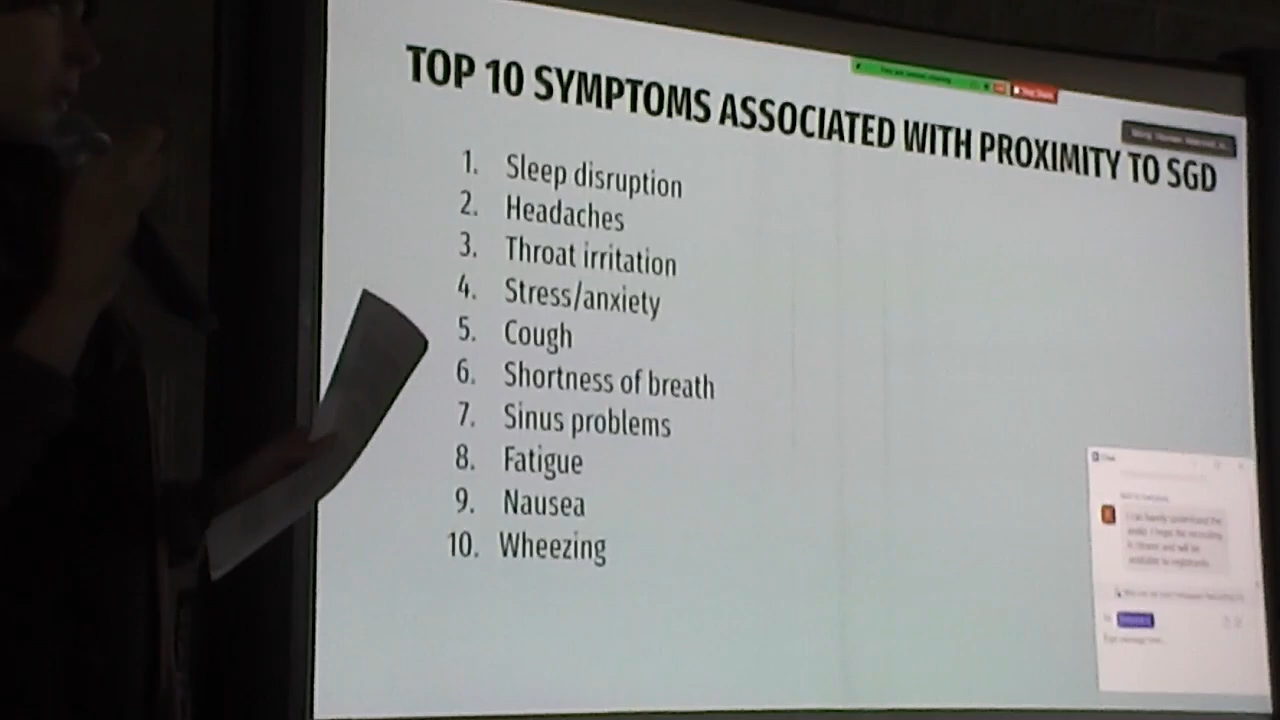 TOP 10 SYMPTOMS ASSOCIATED WITH PROXIMITY TO SGD
1. Sleep disruption
2. Headaches
3. Throat irritation
4. Stress/anxiety
5. Cough
6. Shortness of breath
7. Sinus problems
8. Fatigue
9. Nausea
10. Wheezing